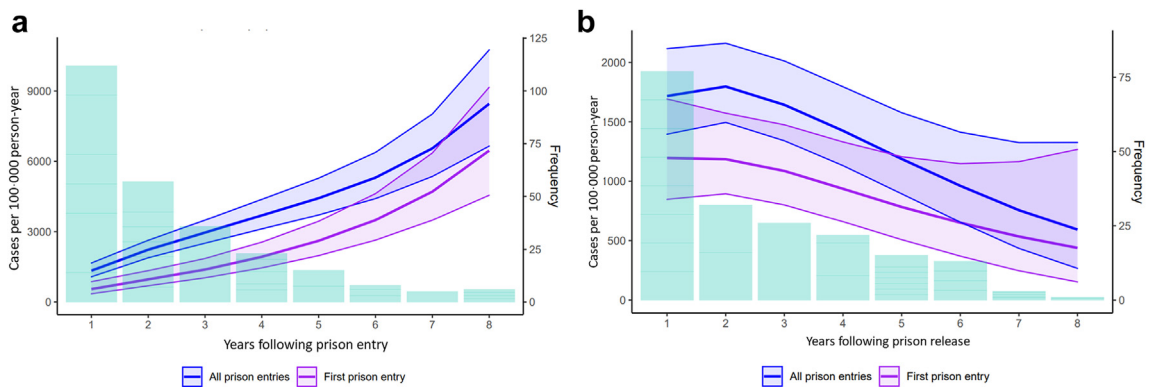 a
Cases per 100·000 person-year
9000
6000
3000
0
125
100
75
50
25
0
Frequency
1 2 3 4 5 6 7 8
Years following prison entry
All prison entries
First prison entry
b
Cases per 100·000 person-year
2000
1500
1000
500
0
75
50
25
0
Frequency
1 2 3 4 5 6 7 8
Years following prison release
All prison entries
First prison entry